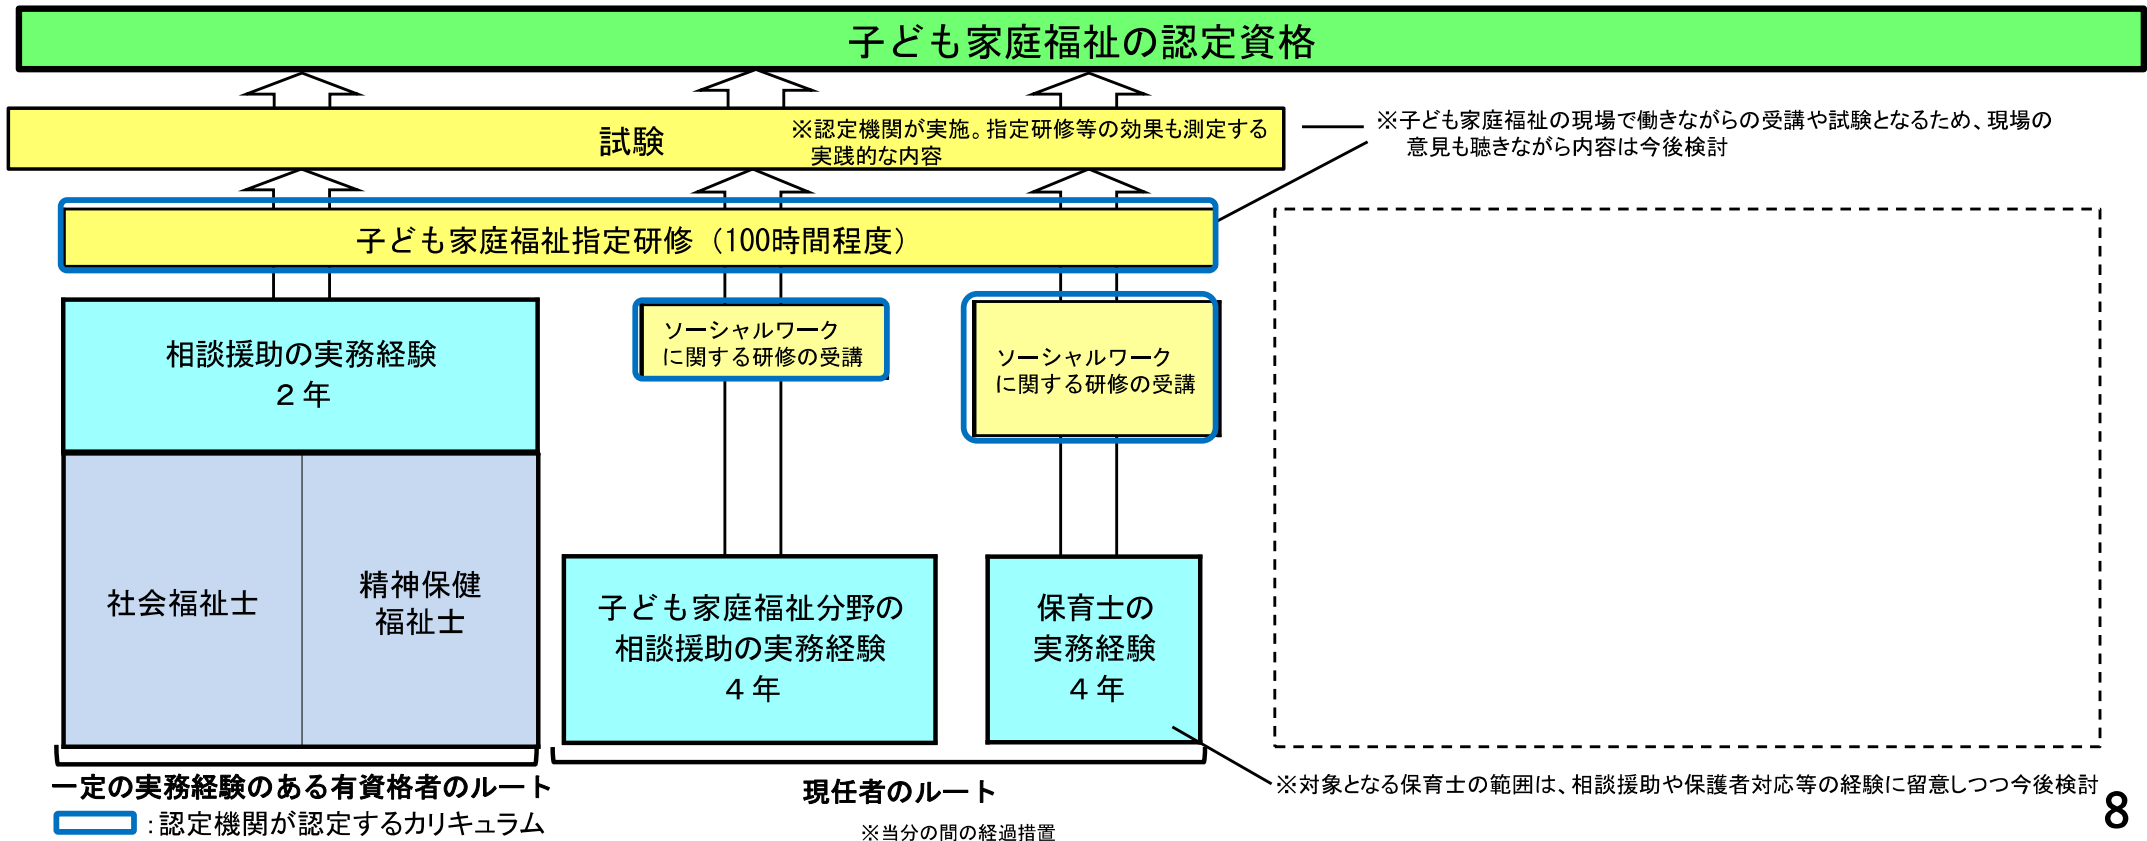 子ども家庭福祉の認定資格
試験
※認定機関が実施。指定研修等の効果も測定する
実践的な内容
※子ども家庭福祉の現場で働きながらの受講や試験となるため、現場の
意見も聴きながら内容は今後検討
子ども家庭福祉指定研修（100時間程度）
相談援助の実務経験
２年
ソーシャルワーク
に関する研修の受講
ソーシャルワーク
に関する研修の受講
社会福祉士
精神保健
福祉士
子ども家庭福祉分野の
相談援助の実務経験
４年
保育士の
実務経験
４年
一定の実務経験のある有資格者のルート
現任者のルート
※対象となる保育士の範囲は、相談援助や保護者対応等の経験に留意しつつ今後検討
：認定機関が認定するカリキュラム
※当分の間の経過措置
8